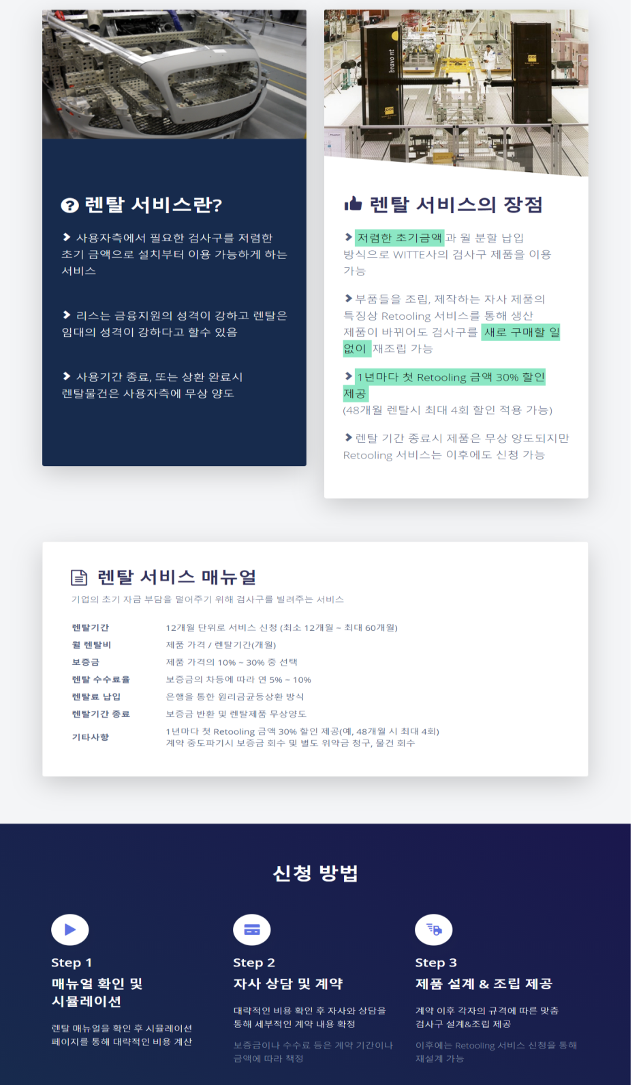 렌탈 서비스란?
사용자측에서 필요한 검사구를 저렴한
초기 금액으로 설치부터 이용 가능하게 하는
서비스
리스는 금융지원의 성격이 강하고 렌탈은
임대의 성격이 강하다고 할수 있음
사용기간 종료, 또는 상환 완료시
렌탈물건은 사용자측에 무상 양도
렌탈 서비스의 장점
저렴한 초기금액과 월 분할 납입
방식으로 WITTE사의 검사구 제품을 이용
가능
부품들을 조립, 제작하는 자사 제품의
특징상 Retooling 서비스를 통해 생산
제품이 바뀌어도 검사구를 새로 구매할 일
없이 재조립 가능
1년마다 첫 Retooling 금액 30% 할인
제공
(48개월 렌탈시 최대 4회 할인 적용 가능)
렌탈 기간 종료시 제품은 무상 양도되지만
Retooling 서비스는 이후에도 신청 가능
렌탈 서비스 매뉴얼
기업의 초기 자금 부담을 덜어주기 위해 검사구를 빌려주는 서비스
렌탈기간 12개월 단위로 서비스 신청 (최소 12개월 ~ 최대 60개월)
월 렌탈비 제품 가격 / 렌탈기간(개월)
보증금 제품 가격의 10% ~ 30% 중 선택
렌탈 수수료율 보증금의 차등에 따라 연 5% ~ 10%
렌탈료 납입 은행을 통한 원리금균등상환 방식
렌탈기간 종료 보증금 반환 및 렌탈제품 무상양도
기타사항 1년마다 첫 Retooling 금액 30% 할인 제공(예, 48개월 시 최대 4회)
계약 중도파기시 보증금 회수 및 별도 위약금 청구, 물건 회수
신청 방법
Step 1
매뉴얼 확인 및
시뮬레이션
렌탈 매뉴얼을 확인 후 시뮬레이션
페이지를 통해 대략적인 비용 계산
Step 2
자사 상담 및 계약
대략적인 비용 확인 후 자사와 상담을
통해 세부적인 계약 내용 확정
보증금이나 수수료 등은 계약 기간이나
금액에 따라 책정
Step 3
제품 설계 & 조립 제공
계약 이후 각자의 규격에 따른 맞춤
검사구 설계&조립 제공
이후에는 Retooling 서비스 신청을 통해
재설계 가능